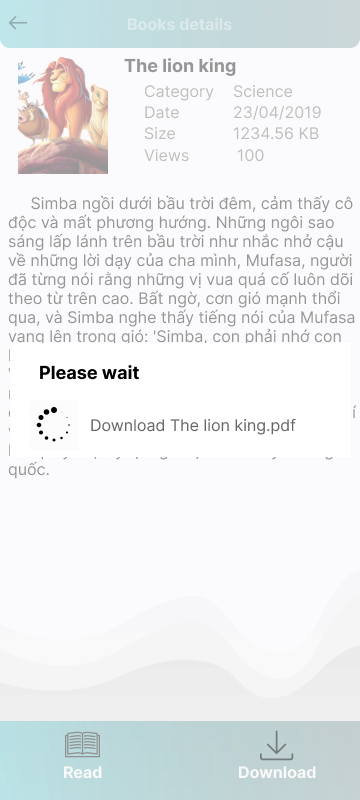 Books details
The lion king
Category Science
Date 23/04/2019
Size 1234.56 KB
Views 100
Simba ngồi dưới bầu trời đêm, cảm thấy cô
độc và mất phương hướng. Những ngôi sao
sáng lấp lánh trên bầu trời như nhắc nhở cậu
về những lời dạy của cha mình, Mufasa, người
đã từng nói rằng những vị vua quá cố luôn dõi
theo từ trên cao. Bất ngờ, cơn gió mạnh thổi
qua, và Simba nghe thấy tiếng nói của Mufasa
vang lên trong gió: 'Simba, con phải nhớ con
Please wait
Download The lion king.pdf
quốc.
Read
Download